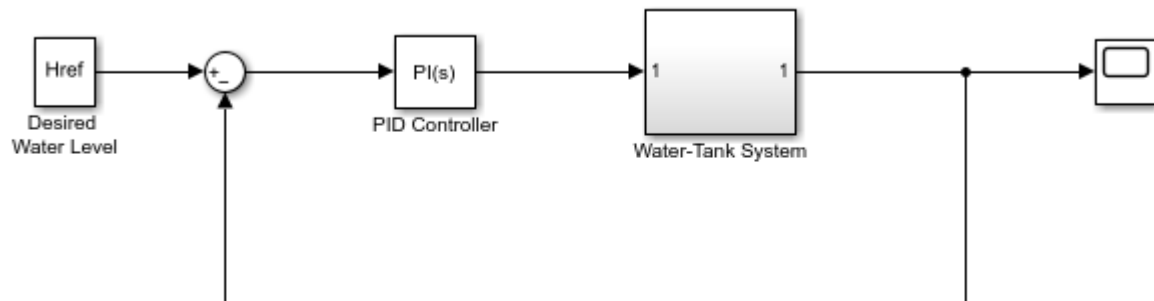 Href
+
−
PI(s)
1
1
Desired
Water Level
PID Controller
Water-Tank System